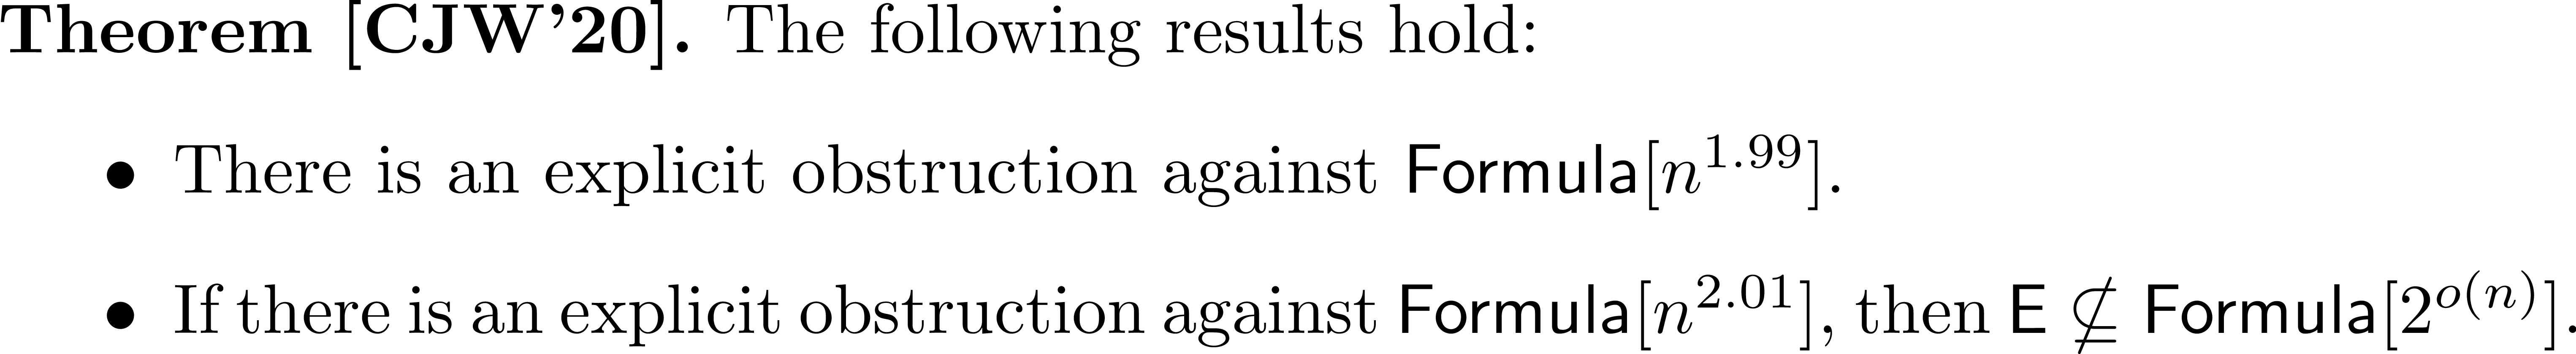 Theorem [CJW’20]. The following results hold:
• There is an explicit obstruction against Formula[n^{1.99}].
• If there is an explicit obstruction against Formula[n^{2.01}], then E ⊈ Formula[2^{o(n)}].